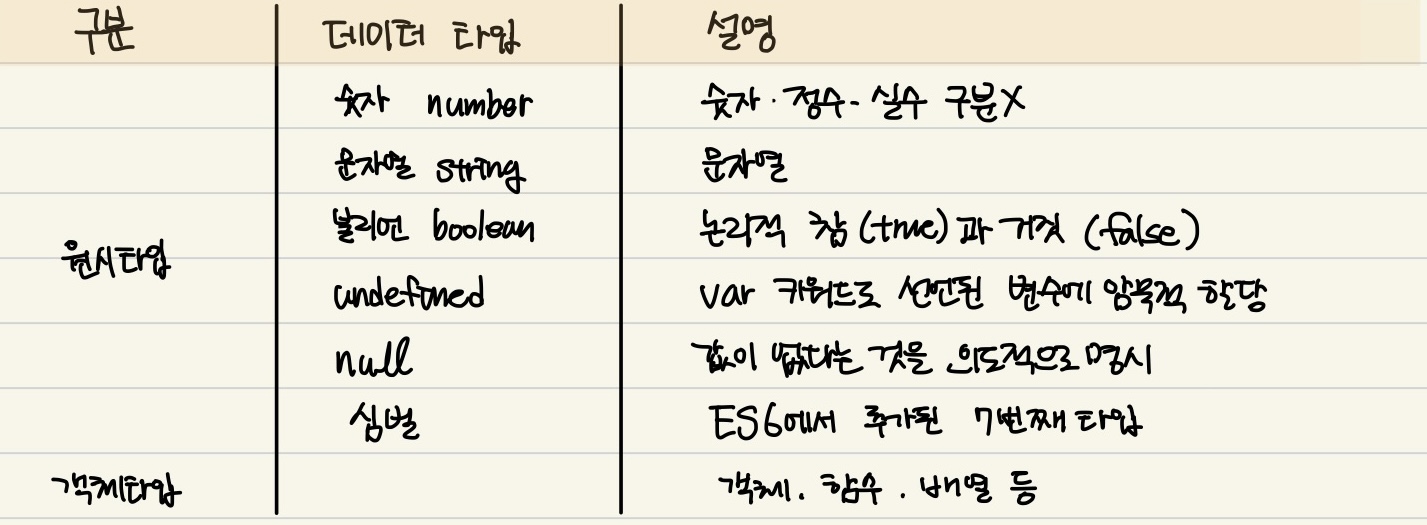 구분 데이터 타입 설명
숫자 number 숫자. 정수 - 실수 구분X
문자열 string 문자열
불리언 boolean 논리적 참 (true) 과 거짓 (false)
원시타입
undefined var 키워드로 선언된 변수에 암묵적 할당
null 값이 없다는 것을 의도적으로 명시
심벌 ES6에서 추가된 7번째 타입
객체타입 객체. 함수. 배열 등